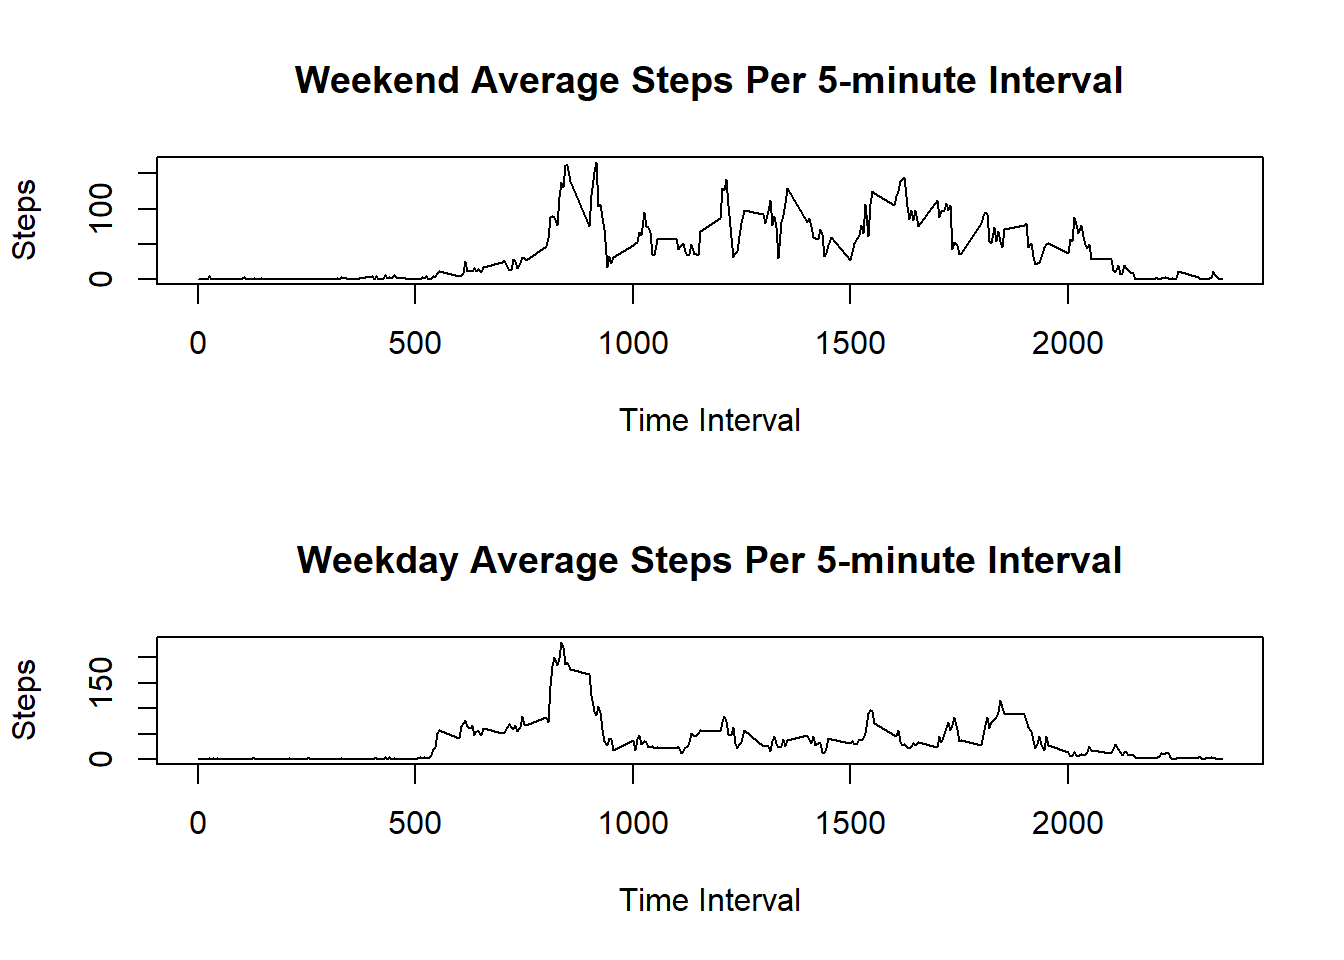 Weekend Average Steps Per 5-minute Interval
Steps
0 100
0 500 1000 1500 2000
Time Interval
Weekday Average Steps Per 5-minute Interval
Steps
0 150
0 500 1000 1500 2000
Time Interval